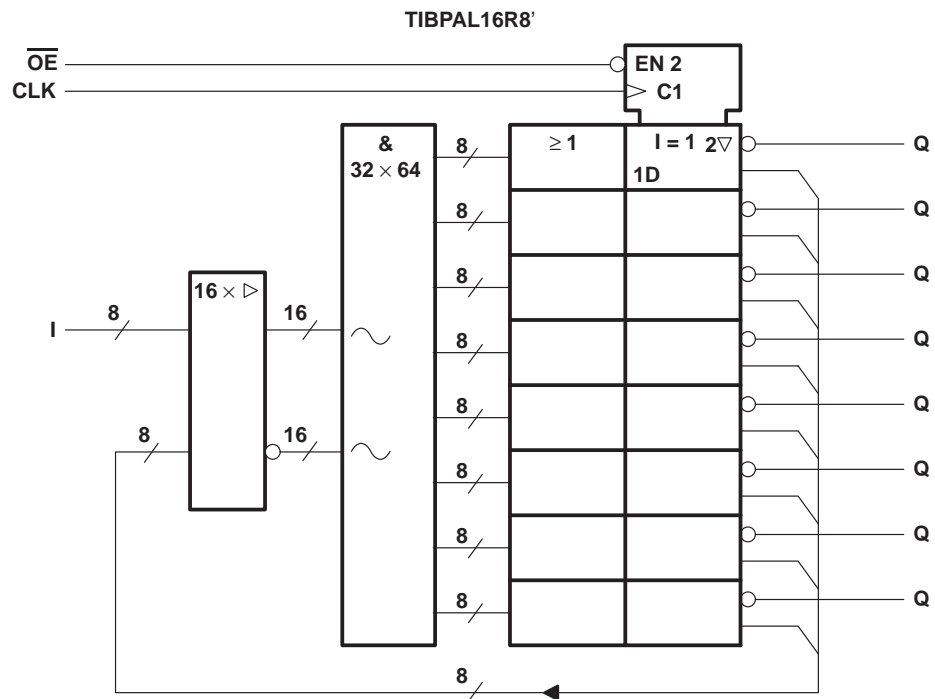 TIBPAL16R8’
OE
EN 2
CLK
C1
&
32 × 64
8
≥ 1
I = 1
2▽
1D
Q
8
Q
8
Q
16 × ▷
I
8
16
8
Q
8
16
8
Q
8
Q
8
Q
8
Q
8